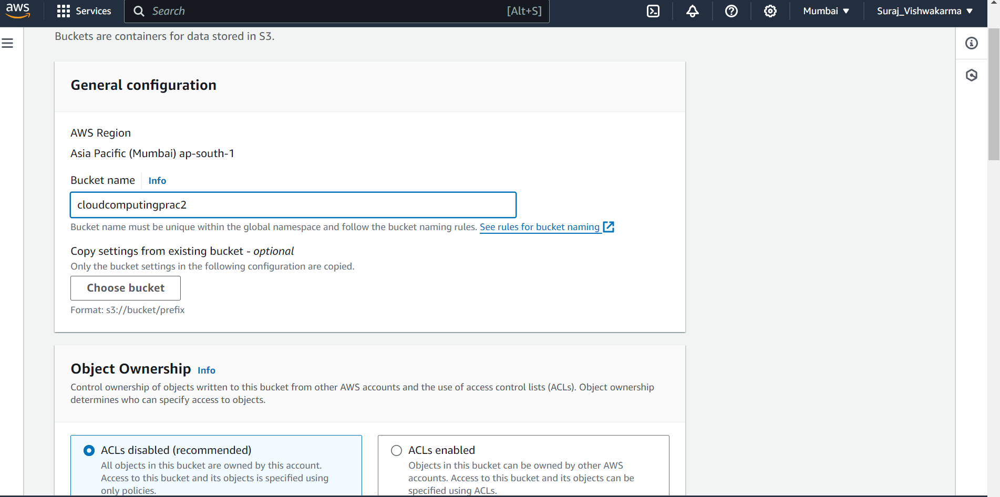 aws Services Search [Alt+S] Mumbai Suraj_Vishwakarma
Buckets are containers for data stored in S3.
General configuration
AWS Region
Asia Pacific (Mumbai) ap-south-1
Bucket name Info
cloudcomputingprac2
Bucket name must be unique within the global namespace and follow the bucket naming rules. See rules for bucket naming
Copy settings from existing bucket - optional
Only the bucket settings in the following configuration are copied.
Choose bucket
Format: s3://bucket/prefix
Object Ownership Info
Control ownership of objects written to this bucket from other AWS accounts and the use of access control lists (ACLs). Object ownership
determines who can specify access to objects.
ACLs disabled (recommended)
All objects in this bucket are owned by this account.
Access to this bucket and its objects is specified using
only policies.
ACLs enabled
Objects in this bucket can be owned by other AWS
accounts. Access to this bucket and its objects can be
specified using ACLs.